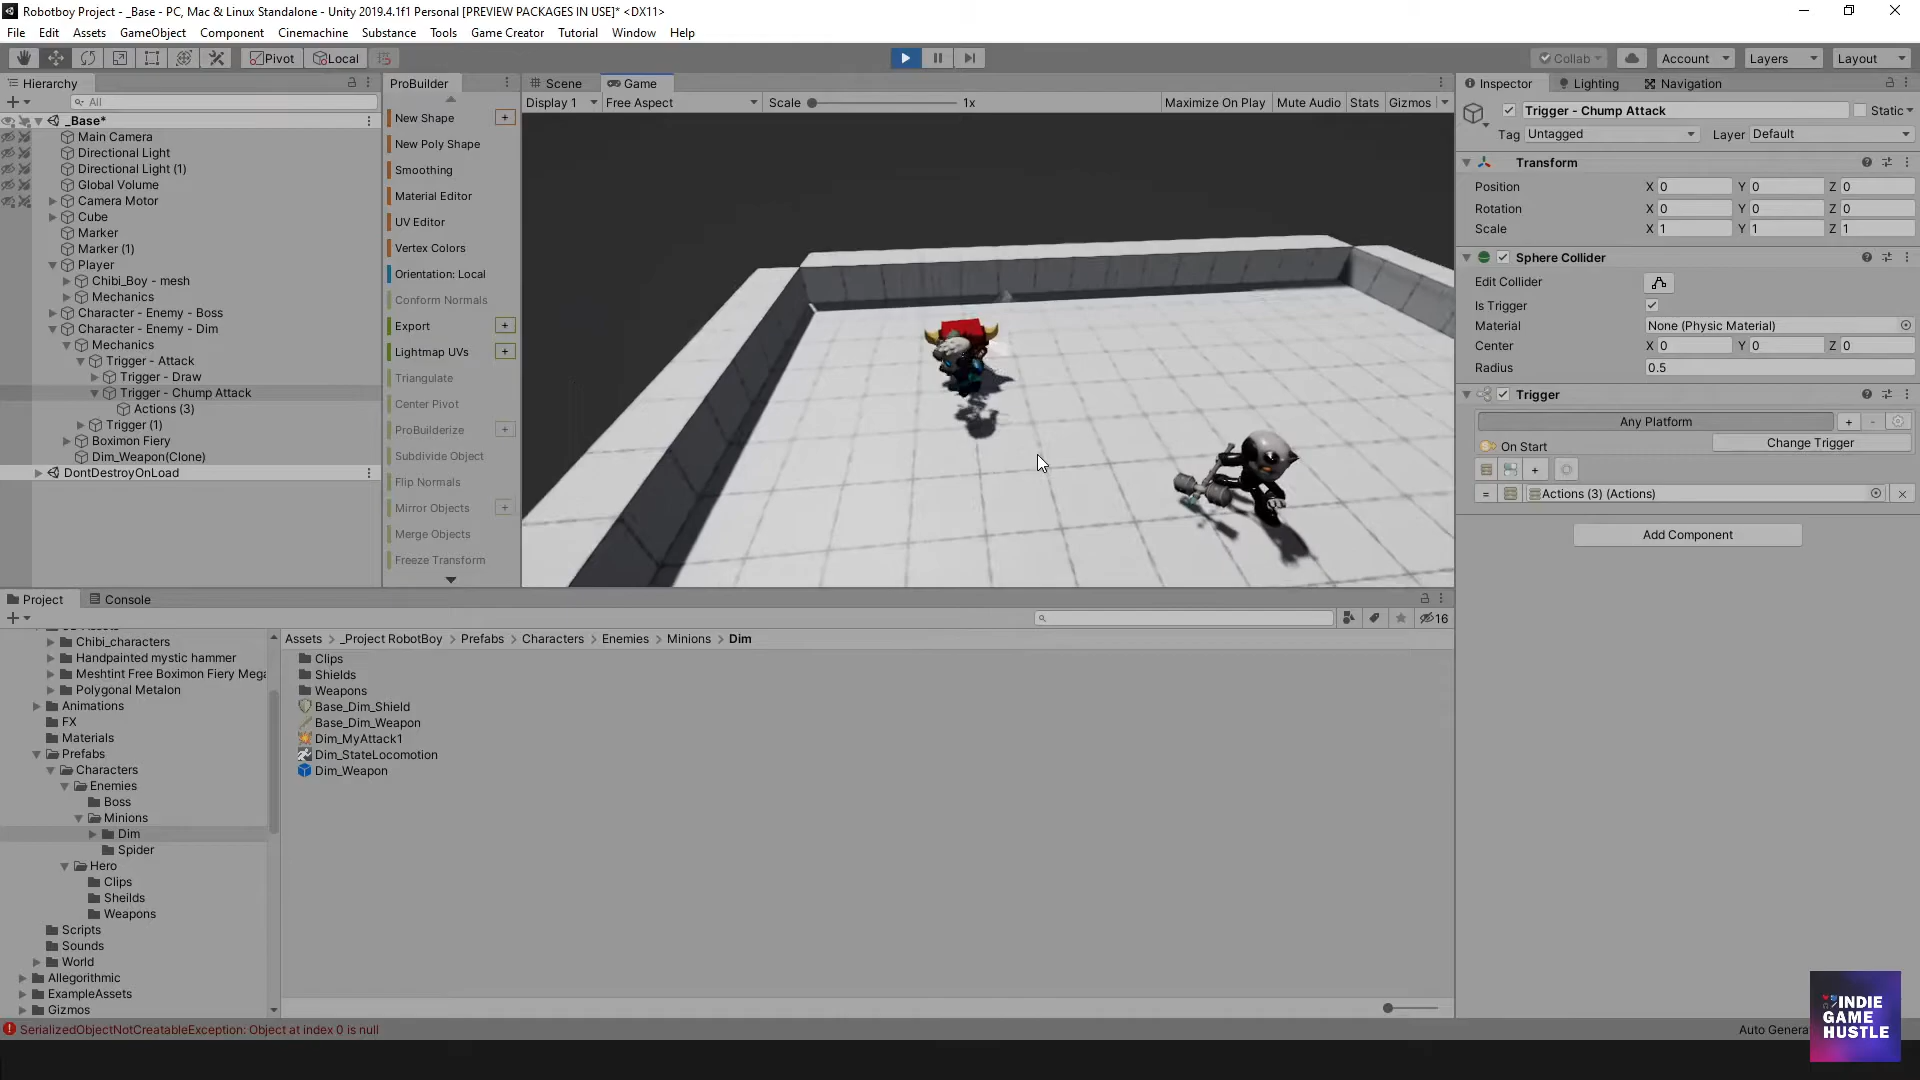 Robotboy Project - _Base - PC, Mac & Linux Standalone - Unity 2019.4.1f1 Personal [PREVIEW PACKAGES IN USE]* <DX11>
File Edit Assets GameObject Component Cinemachine Substance Tools Game Creator Tutorial Window Help
Pivot Local Collab Account Layers Layout
Hierarchy ProBuilder Scene Game Inspector Lighting Navigation
All
Display 1 Free Aspect Scale 1x Maximize On Play Mute Audio Stats Gizmos
_Base*
Main Camera
Directional Light
Directional Light (1)
Global Volume
Camera Motor
Cube
Marker
Marker (1)
Player
Chibi_Boy - mesh
Mechanics
Character - Enemy - Boss
Character - Enemy - Dim
Mechanics
Trigger - Attack
Trigger - Draw
Trigger - Chump Attack
Actions (3)
Trigger (1)
Boximon Fiery
Dim_Weapon(Clone)
DontDestroyOnLoad
New Shape +
New Poly Shape
Smoothing
Material Editor
UV Editor
Vertex Colors
Orientation: Local
Conform Normals
Export +
Lightmap UVs +
Triangulate
Center Pivot
ProBuilderize +
Subdivide Object
Flip Normals
Mirror Objects +
Merge Objects
Freeze Transform
Trigger - Chump Attack Static
Tag Untagged Layer Default
Transform
Position X 0 Y 0 Z 0
Rotation X 0 Y 0 Z 0
Scale X 1 Y 1 Z 1
Sphere Collider
Edit Collider
Is Trigger
Material None (Physic Material)
Center X 0 Y 0 Z 0
Radius 0.5
Trigger
Any Platform + -
On Start Change Trigger
+
= Actions (3) (Actions)
Add Component
Project Console
16
Chibi_characters
Handpainted mystic hammer
Meshtint Free Boximon Fiery Mega
Polygonal Metalon
Animations
FX
Materials
Prefabs
Characters
Enemies
Boss
Minions
Dim
Spider
Hero
Clips
Sheilds
Weapons
Scripts
Sounds
World
Allegorithmic
ExampleAssets
Gizmos
Assets > _Project RobotBoy > Prefabs > Characters > Enemies > Minions > Dim
Clips
Shields
Weapons
Base_Dim_Shield
Base_Dim_Weapon
Dim_MyAttack1
Dim_StateLocomotion
Dim_Weapon
SerializedObjectNotCreatableException: Object at index 0 is null
Auto Genera
INDIE
GAME
HUSTLE